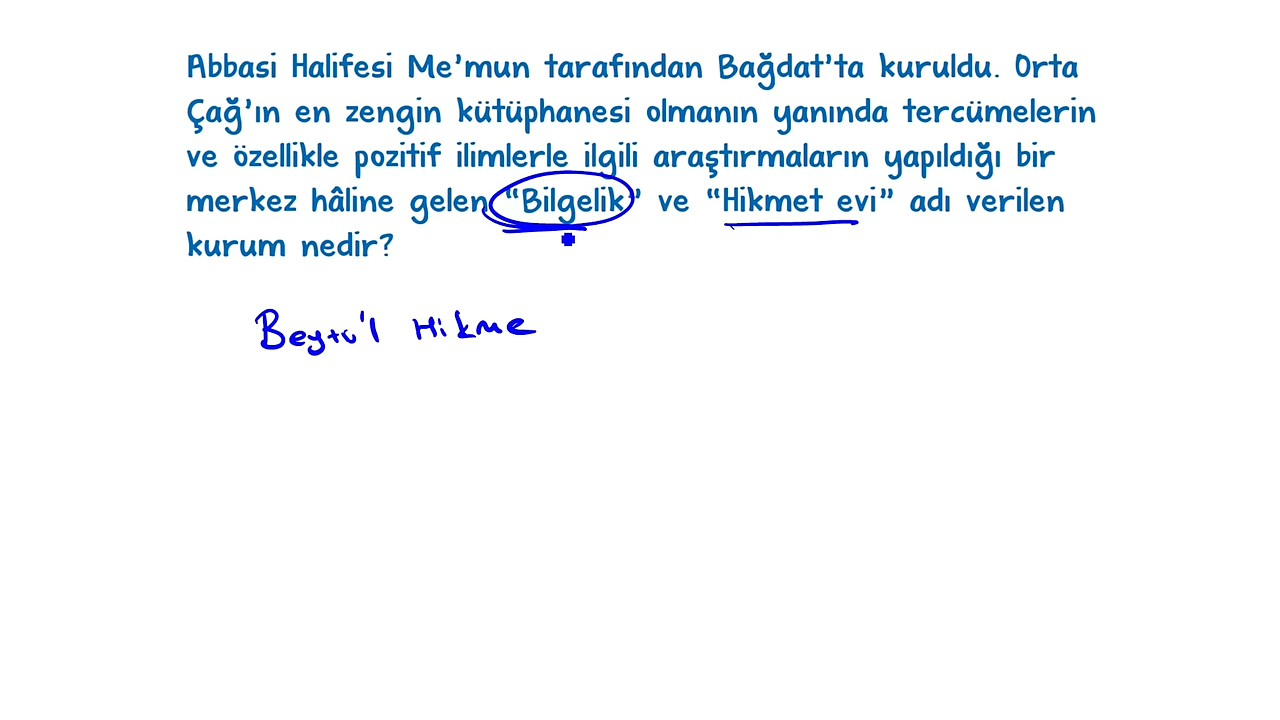 Abbasi Halifesi Me'mun tarafından Bağdat'ta kuruldu. Orta
Çağ'ın en zengin kütüphanesi olmanın yanında tercümelerin
ve özellikle pozitif ilimlerle ilgili araştırmaların yapıldığı bir
merkez hâline gelen “Bilgelik” ve “Hikmet evi” adı verilen
kurum nedir?
Beytü'l Hikme